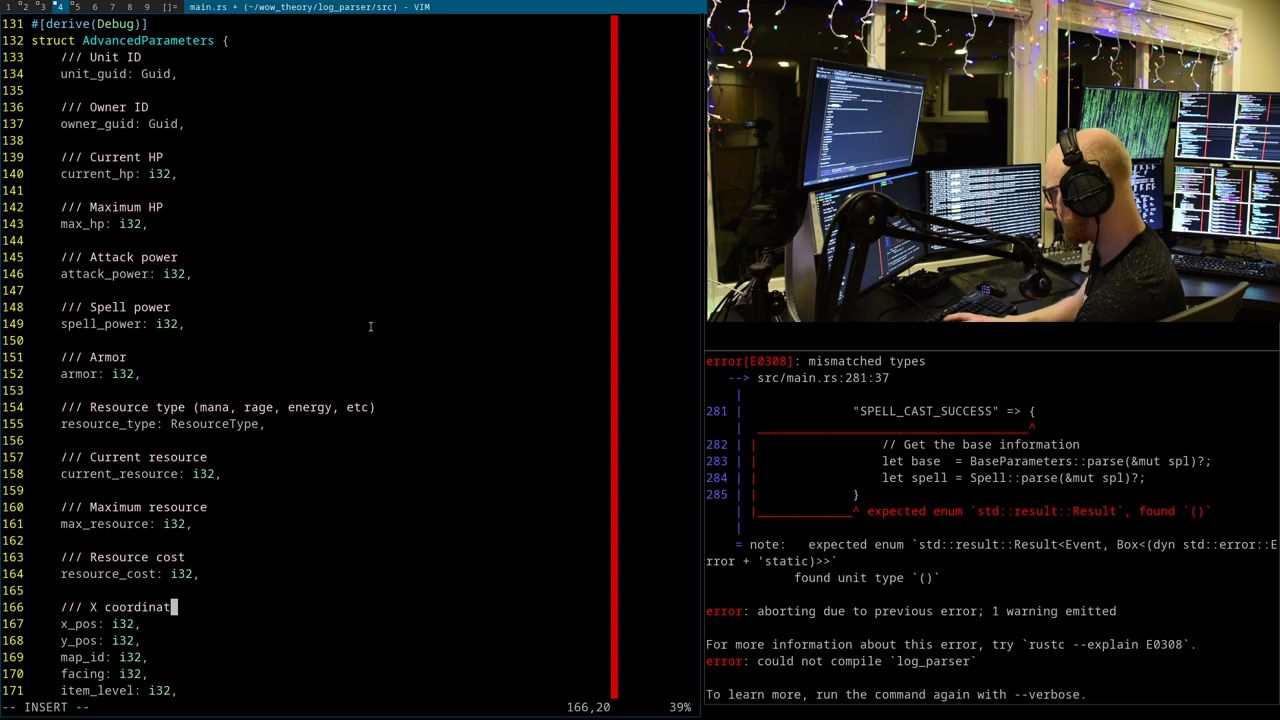 1 2 3 4 5 6 7 8 9 []= main.rs + (~/wow_theory/log_parser/src) - VIM
131 #[derive(Debug)]
132 struct AdvancedParameters {
133     /// Unit ID
134     unit_guid: Guid,
135
136     /// Owner ID
137     owner_guid: Guid,
138
139     /// Current HP
140     current_hp: i32,
141
142     /// Maximum HP
143     max_hp: i32,
144
145     /// Attack power
146     attack_power: i32,
147
148     /// Spell power
149     spell_power: i32,
150
151     /// Armor
152     armor: i32,
153
154     /// Resource type (mana, rage, energy, etc)
155     resource_type: ResourceType,
156
157     /// Current resource
158     current_resource: i32,
159
160     /// Maximum resource
161     max_resource: i32,
162
163     /// Resource cost
164     resource_cost: i32,
165
166     /// X coordinat
167     x_pos: i32,
168     y_pos: i32,
169     map_id: i32,
170     facing: i32,
171     item_level: i32,
-- INSERT -- 166,20 39%
error[E0308]: mismatched types
   --> src/main.rs:281:37
    |
281 |               "SPELL_CAST_SUCCESS" => {
    |  _____________________________________^
282 | |                 // Get the base information
283 | |                 let base  = BaseParameters::parse(&mut spl)?;
284 | |                 let spell = Spell::parse(&mut spl)?;
285 | |             }
    | |_____________^ expected enum `std::result::Result`, found `()`
    |
    = note:   expected enum `std::result::Result<Event, Box<(dyn std::error::E
rror + 'static)>>`
            found unit type `()`
error: aborting due to previous error; 1 warning emitted
For more information about this error, try `rustc --explain E0308`.
error: could not compile `log_parser`
To learn more, run the command again with --verbose.